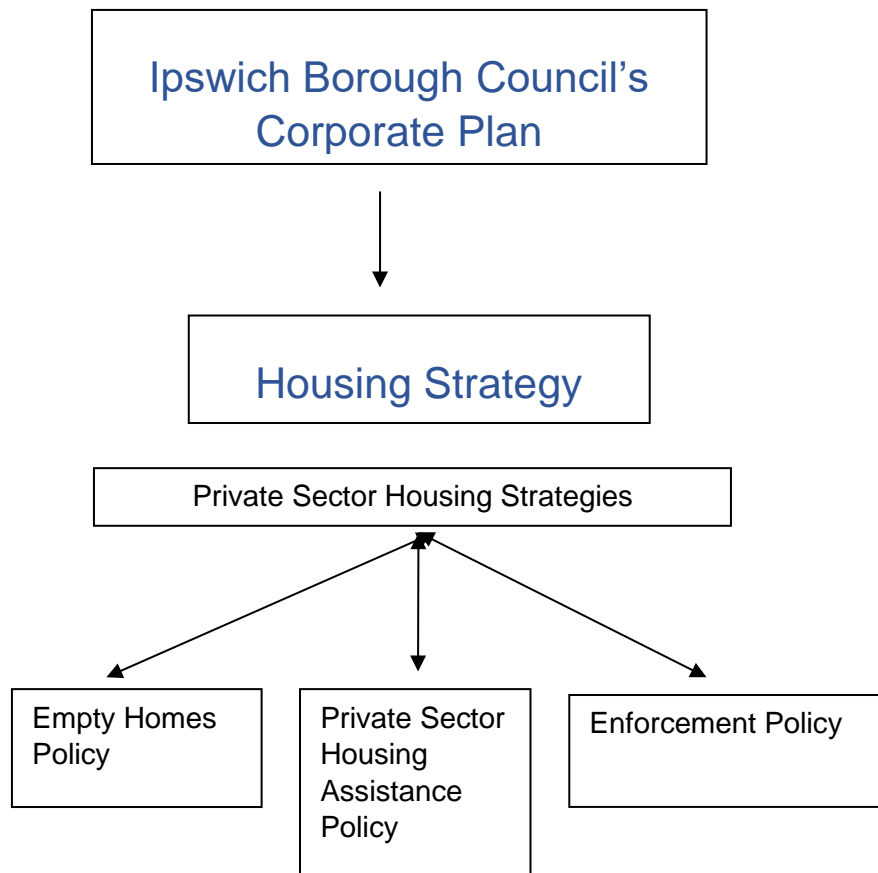 Ipswich Borough Council’s
Corporate Plan
Housing Strategy
Private Sector Housing Strategies
Empty Homes
Policy
Private Sector
Housing
Assistance
Policy
Enforcement Policy